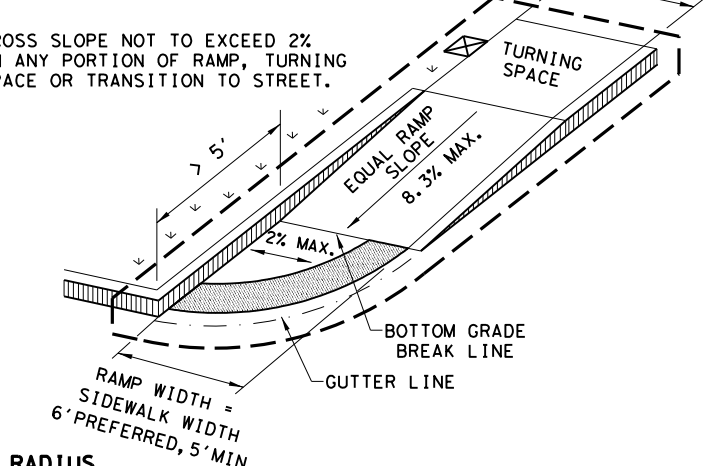 OSS SLOPE NOT TO EXCEED 2%
ANY PORTION OF RAMP, TURNING
ACE OR TRANSITION TO STREET.
TURNING
SPACE
> 5'
EQUAL RAMP
SLOPE
8.3% MAX.
2% MAX.
BOTTOM GRADE
BREAK LINE
GUTTER LINE
RAMP WIDTH =
SIDEWALK WIDTH
6' PREFERRED, 5' MIN
RADIUS